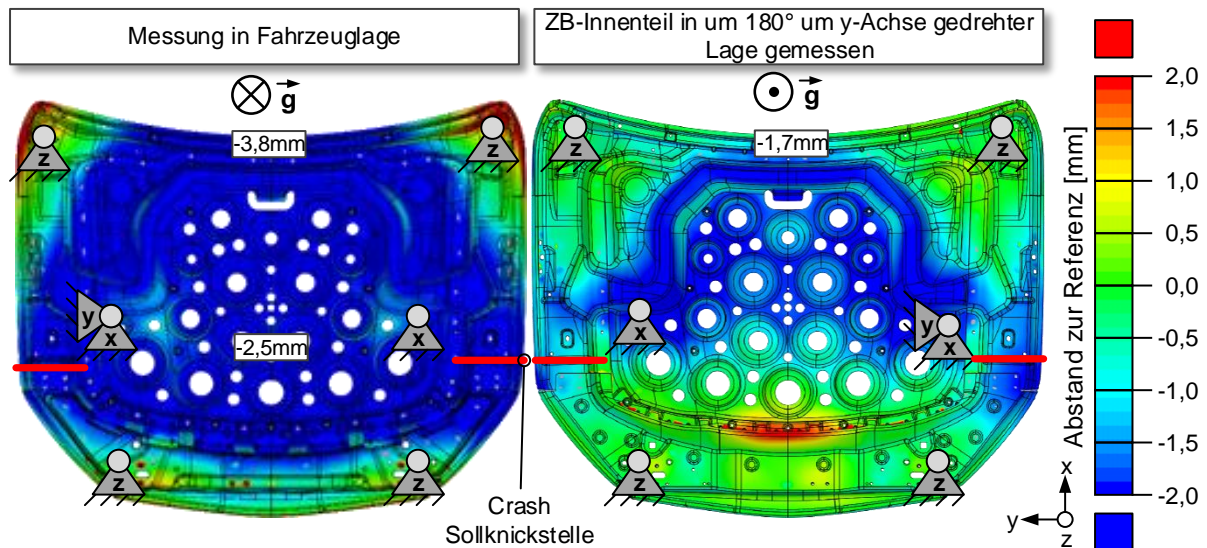 Messung in Fahrzeuglage
ZB-Innenteil in um 180° um y-Achse gedrehter
Lage gemessen
g
g
-3,8mm
-1,7mm
z
z
z
z
y
x
x
x
y
x
-2,5mm
z
z
z
z
Crash
Sollknickstelle
2,0
1,5
1,0
0,5
0,0
-0,5
-1,0
-1,5
-2,0
Abstand zur Referenz [mm]
x
y
z